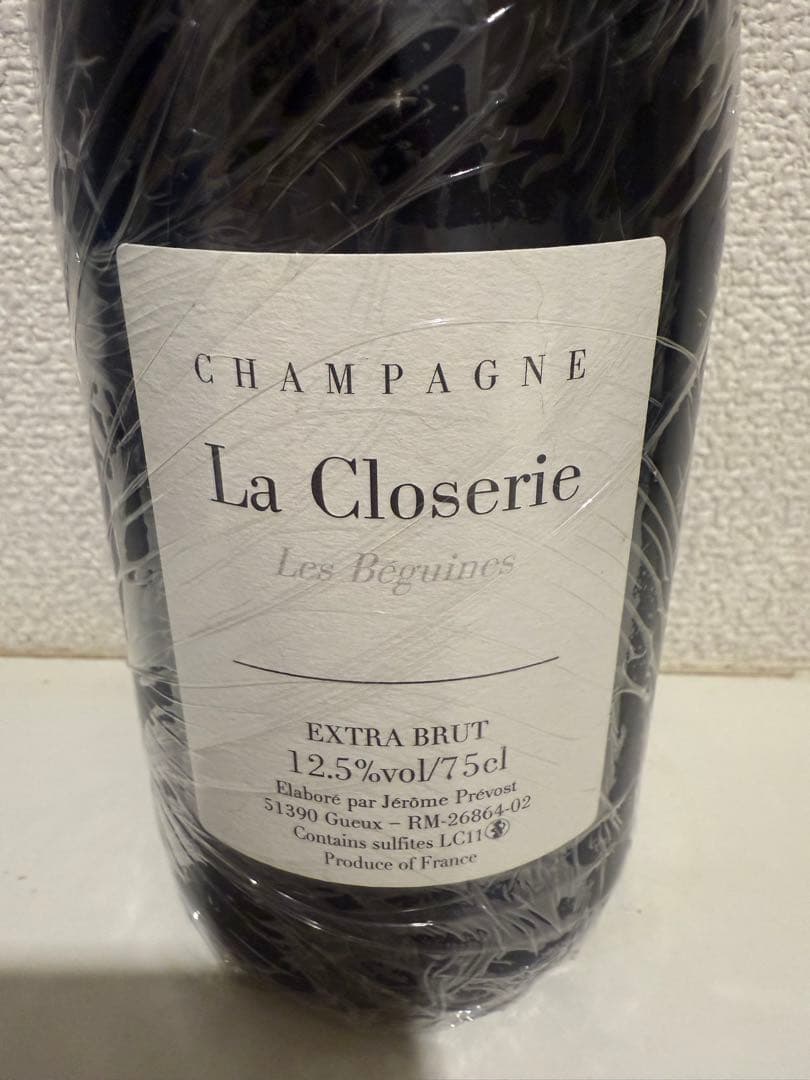 CHAMPAGNE
La Closerie
Les Béguines
EXTRA BRUT
12.5%vol/75cl
Elaboré par Jérôme Prévost
51390 Gueux – RM-26864-02
Contains sulfites LC11
Produce of France